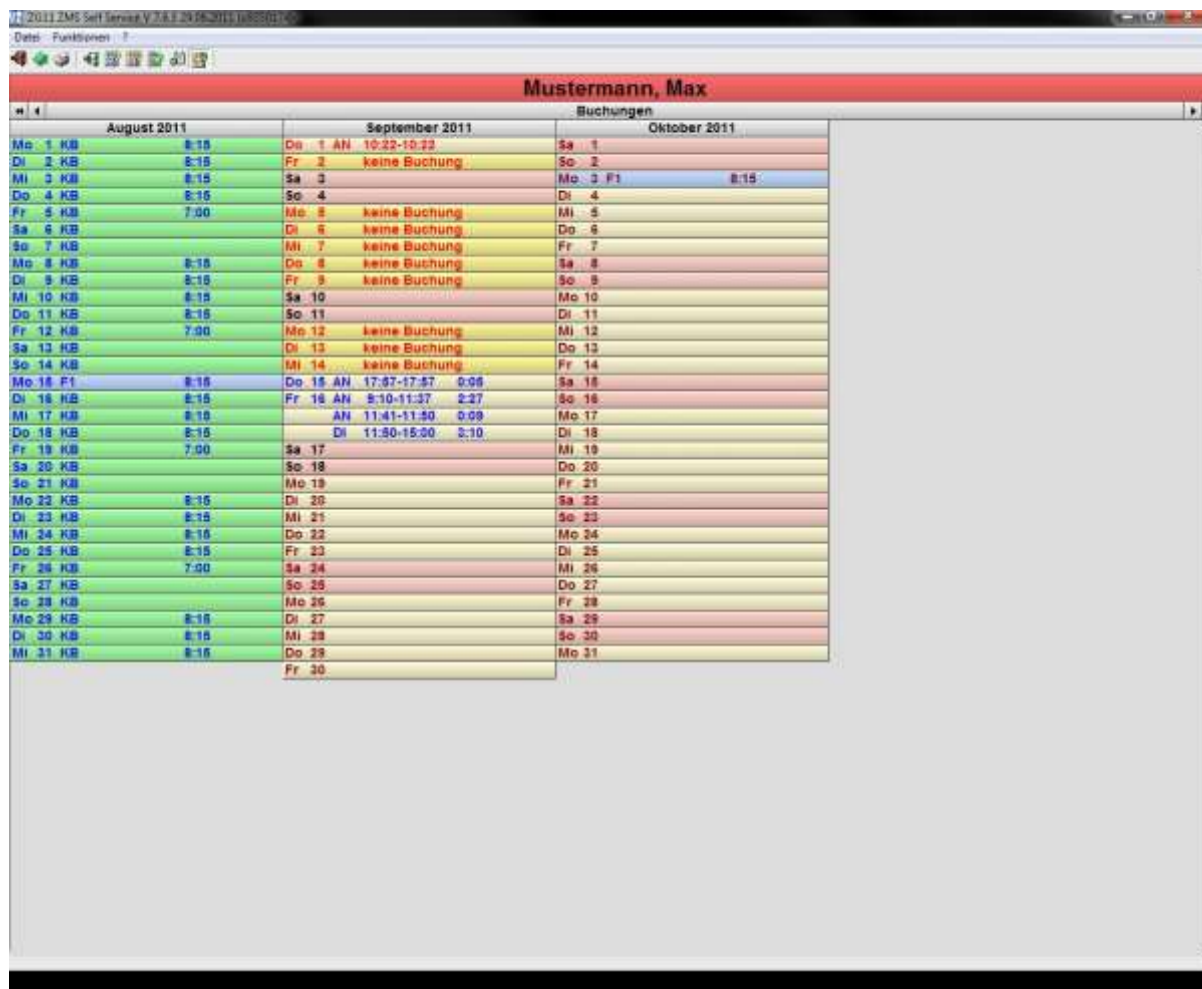 ZMS Self Service V 7.6.5 29.06.2011
Datei Funktionen ?
Mustermann, Max
Buchungen
August 2011 September 2011 Oktober 2011
Mo 1 KB 8:15 Do 1 AN 10:22-10:22 Sa 1
Di 2 KB 8:15 Fr 2 keine Buchung So 2
Mi 3 KB 8:15 Sa 3 Mo 3 F1 8:15
Do 4 KB 8:15 So 4 Di 4
Fr 5 KB 7:00 Mo 5 keine Buchung Mi 5
Sa 6 KB Di 6 keine Buchung Do 6
So 7 KB Mi 7 keine Buchung Fr 7
Mo 8 KB 8:15 Do 8 keine Buchung Sa 8
Di 9 KB 8:15 Fr 9 keine Buchung So 9
Mi 10 KB 8:15 Sa 10 Mo 10
Do 11 KB 8:15 So 11 Di 11
Fr 12 KB 7:00 Mo 12 keine Buchung Mi 12
Sa 13 KB Di 13 keine Buchung Do 13
So 14 KB Mi 14 keine Buchung Fr 14
Mo 15 F1 8:15 Do 15 AN 17:57-17:57 Sa 15
Di 16 KB 8:15 Fr 16 AN 9:10-11:37 2:27 So 16
Mi 17 KB 8:15 AN 11:41-11:50 0:09 Mo 17
Do 18 KB 8:15 DI 11:50-15:00 3:10 Di 18
Fr 19 KB 7:00 Sa 17 Mi 19
Sa 20 KB So 18 Do 20
So 21 KB Mo 19 Fr 21
Mo 22 KB 8:15 Di 20 Sa 22
Di 23 KB 8:15 Mi 21 So 23
Mi 24 KB 8:15 Do 22 Mo 24
Do 25 KB 8:15 Fr 23 Di 25
Fr 26 KB 7:00 Sa 24 Mi 26
Sa 27 KB So 25 Do 27
So 28 KB Mo 26 Fr 28
Mo 29 KB 8:15 Di 27 Sa 29
Di 30 KB 8:15 Mi 28 So 30
Mi 31 KB 8:15 Do 29 Mo 31
Fr 30